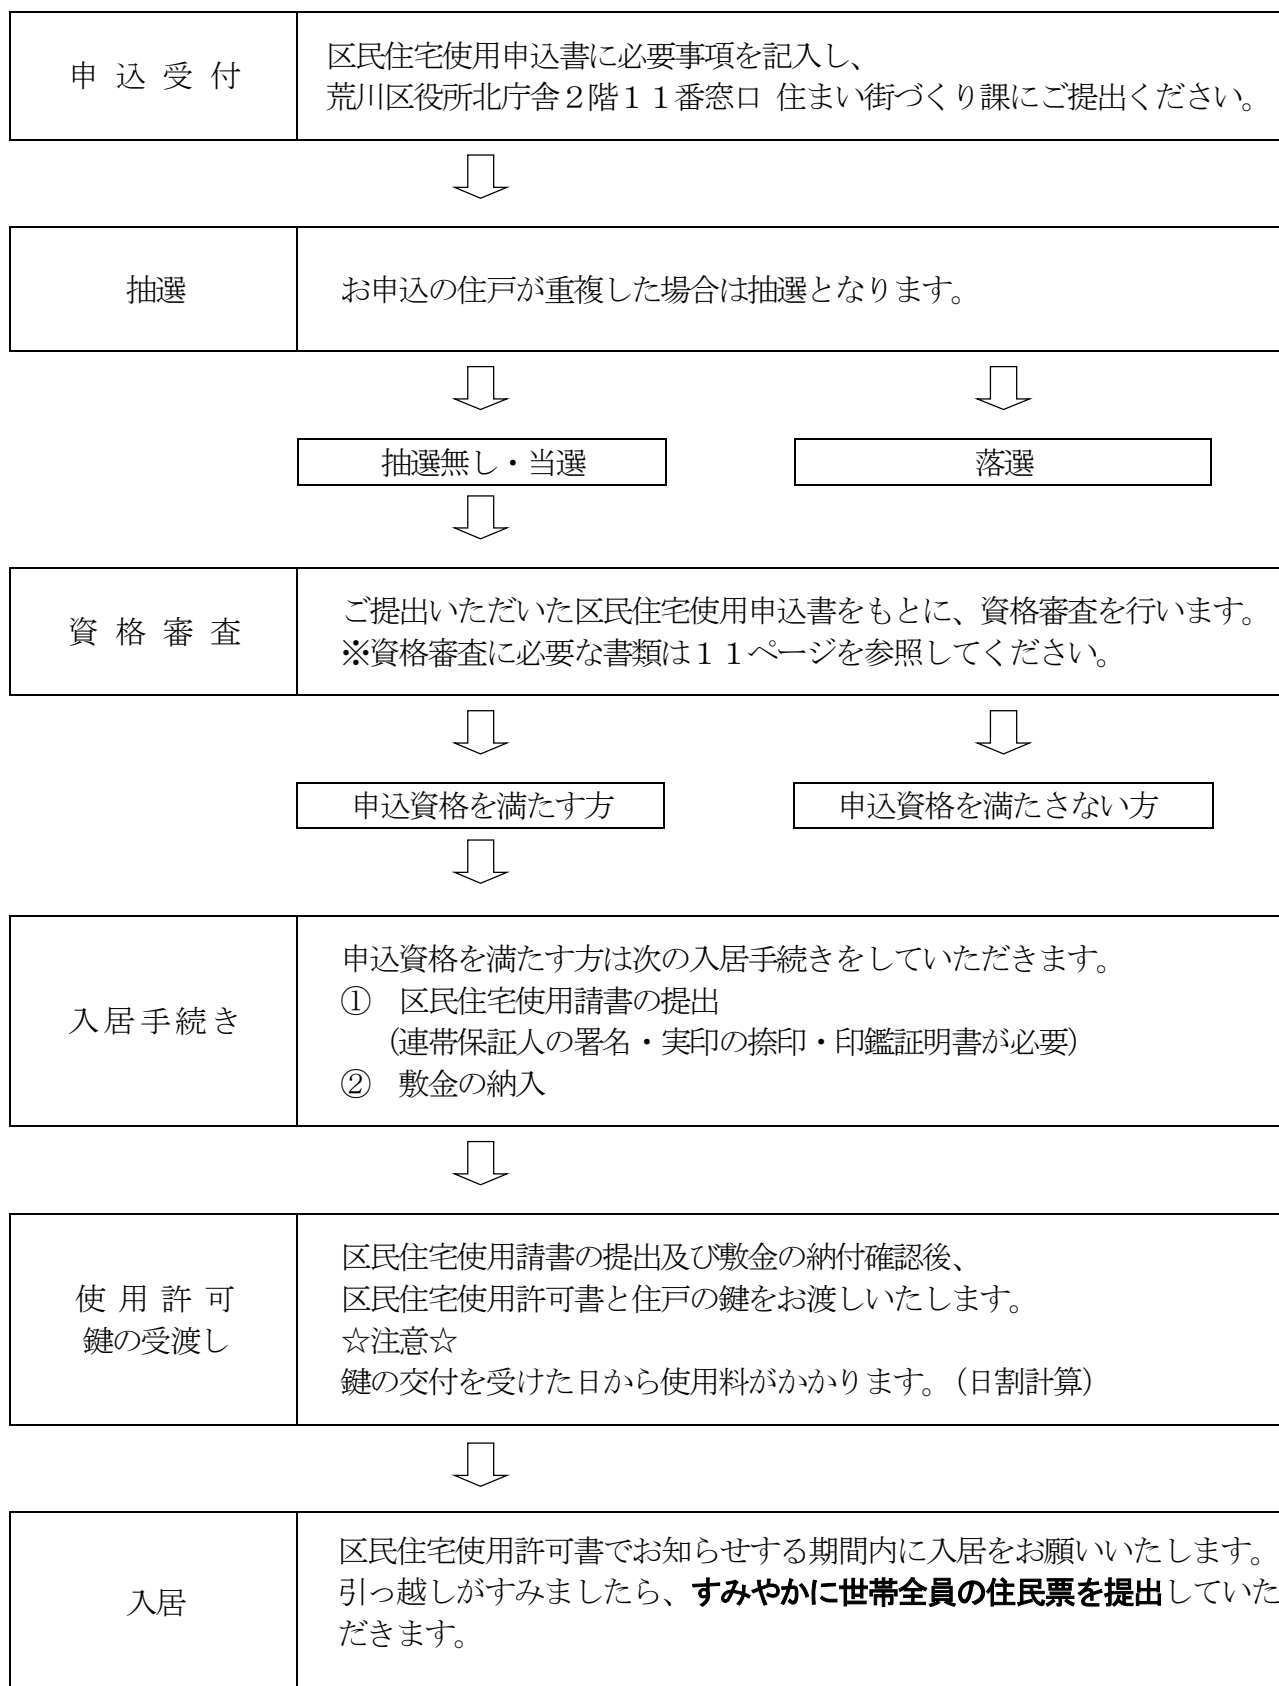 申込受付
区民住宅使用申込書に必要事項を記入し、
荒川区役所北庁舎２階１１番窓口 住まい街づくり課にご提出ください。
抽選
お申込の住戸が重複した場合は抽選となります。
抽選無し・当選
落選
資格審査
ご提出いただいた区民住宅使用申込書をもとに、資格審査を行います。
※資格審査に必要な書類は１１ページを参照してください。
申込資格を満たす方
申込資格を満たさない方
入居手続き
申込資格を満たす方は次の入居手続きをしていただきます。
① 区民住宅使用請書の提出
（連帯保証人の署名・実印の捺印・印鑑証明書が必要）
② 敷金の納入
使用許可
鍵の受渡し
区民住宅使用請書の提出及び敷金の納付確認後、
区民住宅使用許可書と住戸の鍵をお渡しいたします。
☆注意☆
鍵の交付を受けた日から使用料がかかります。（日割計算）
入居
区民住宅使用許可書でお知らせする期間内に入居をお願いいたします。
引っ越しがすみましたら、すみやかに世帯全員の住民票を提出していた
だきます。